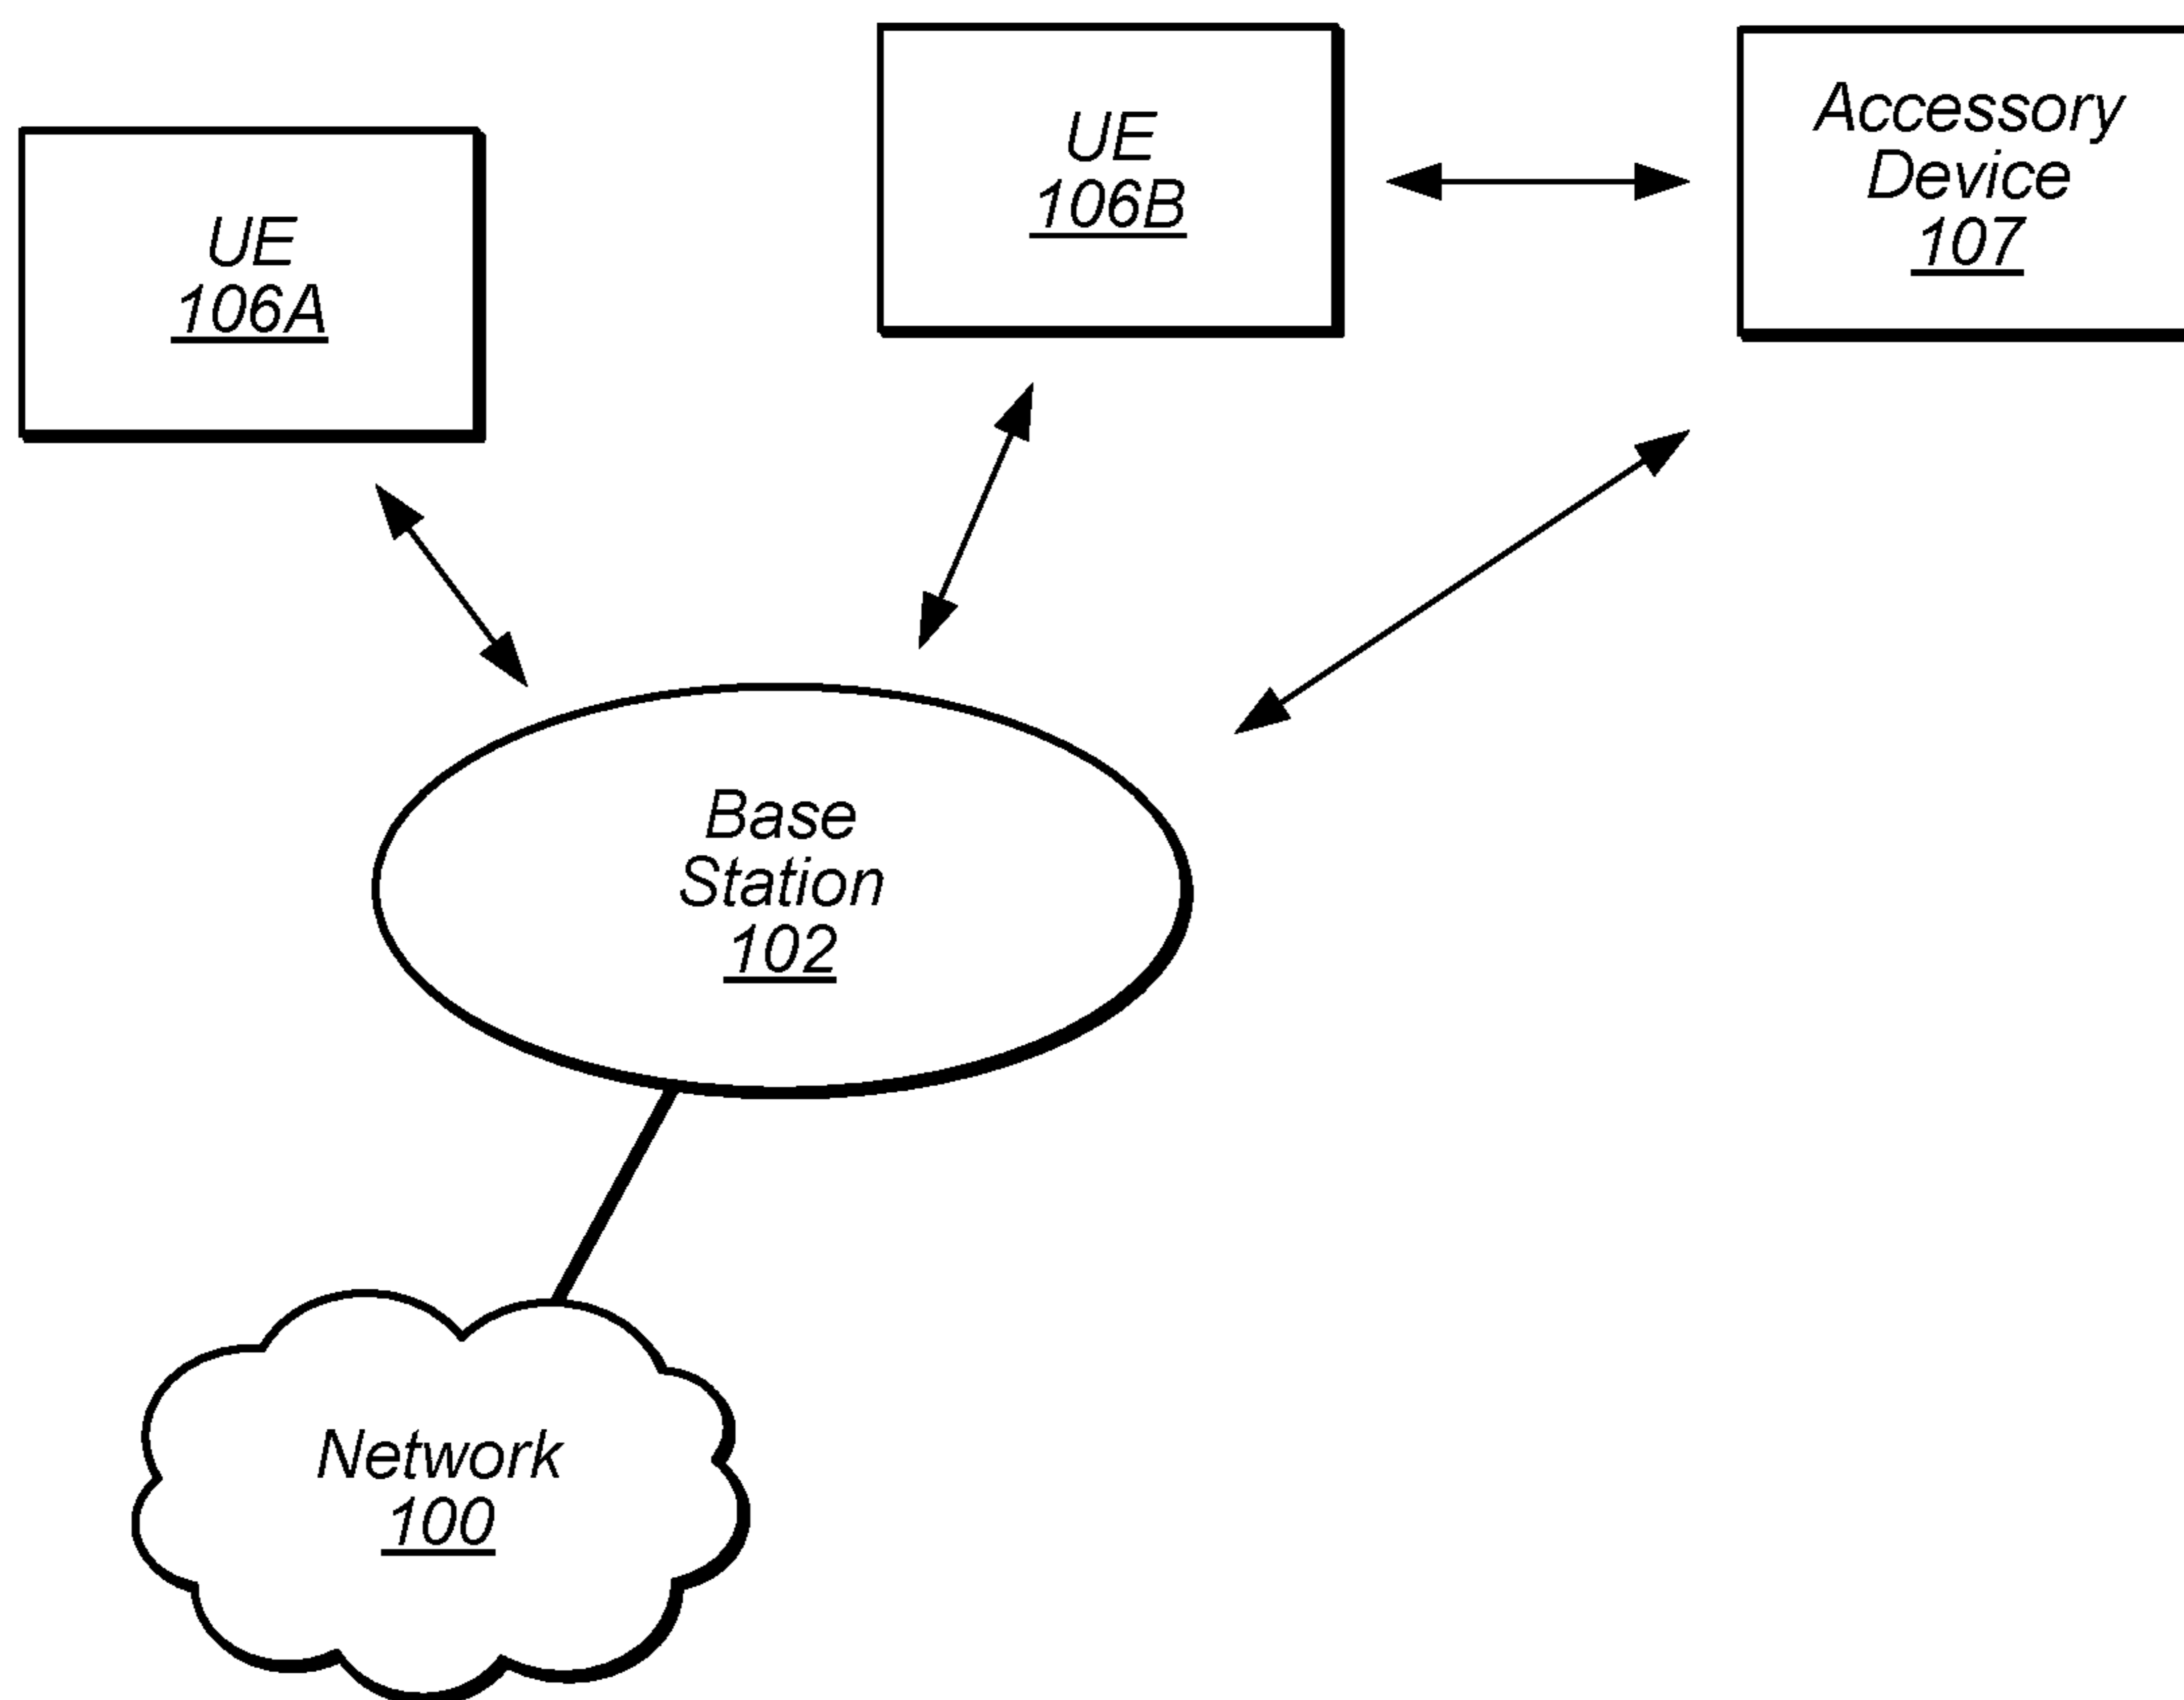 UE
106A
UE
106B
Accessory
Device
107
Base
Station
102
Network
100